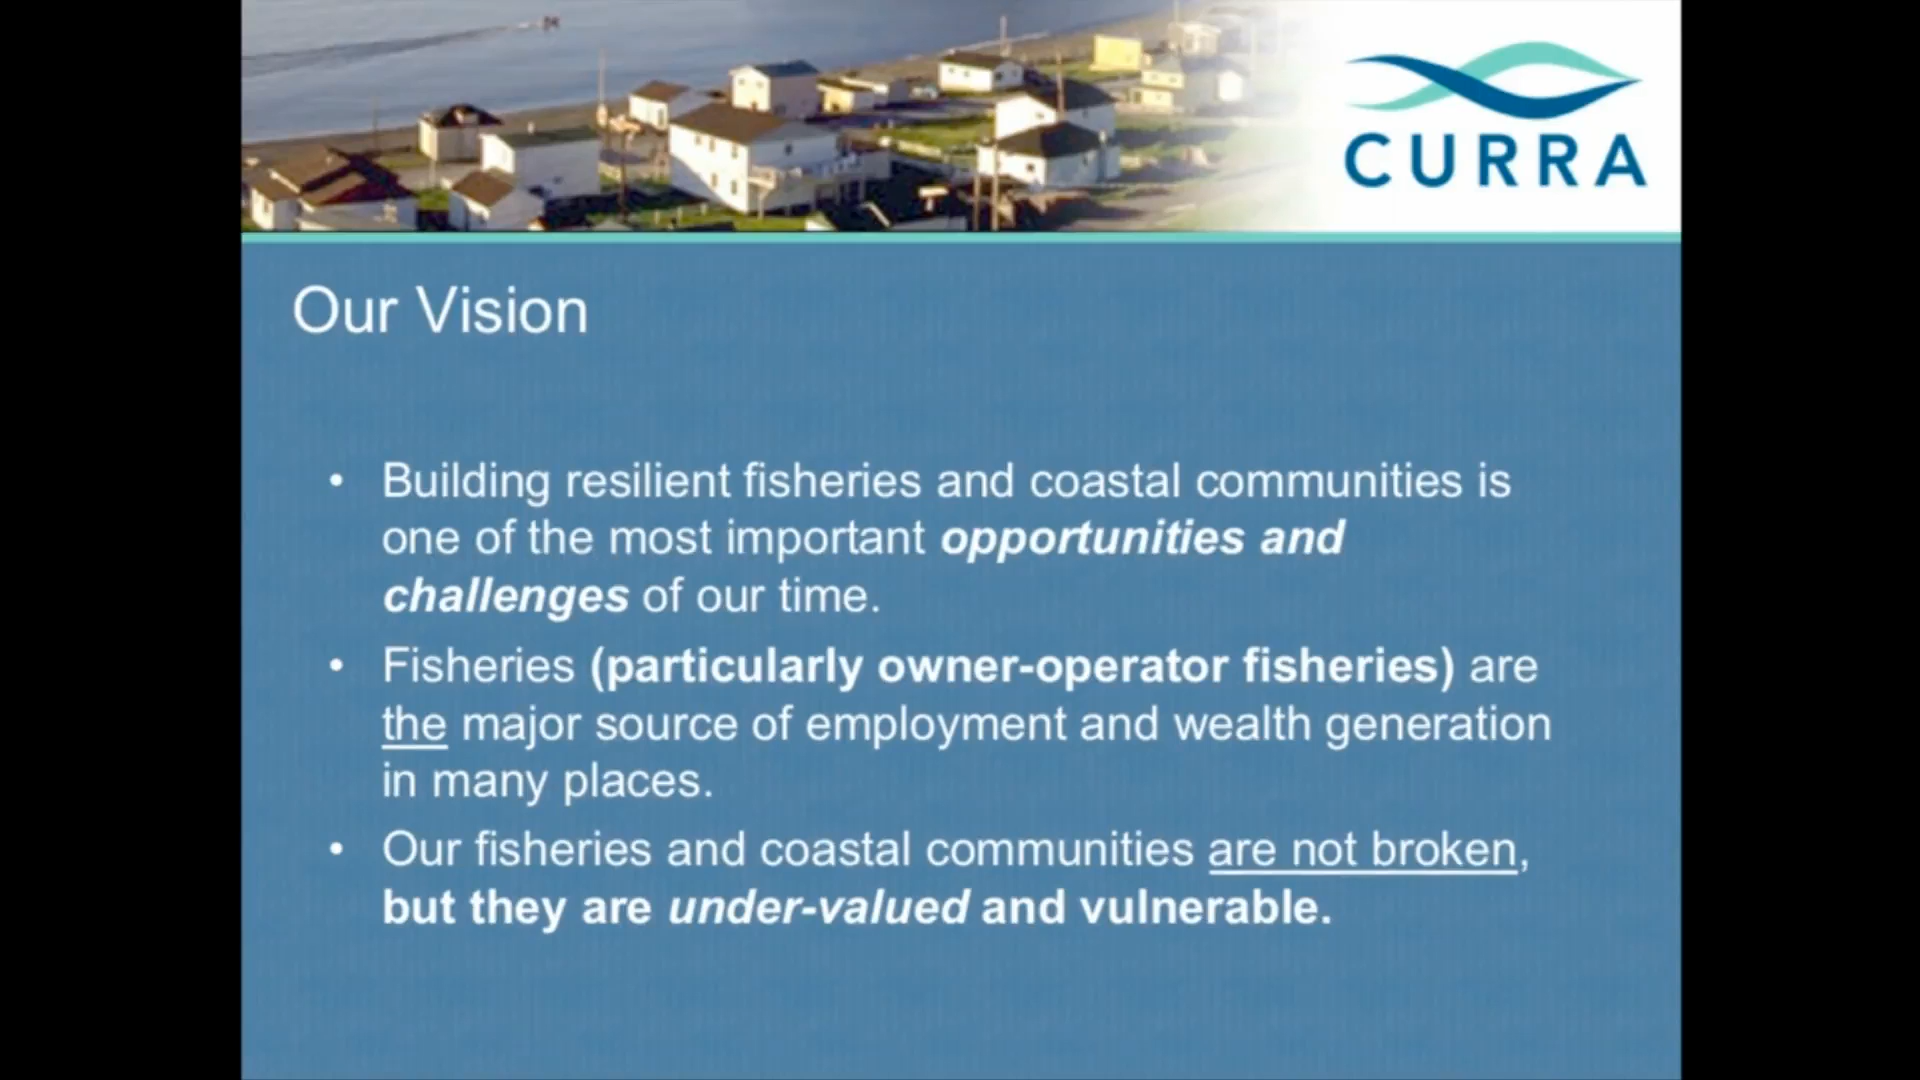 CURRA
Our Vision
• Building resilient fisheries and coastal communities is
one of the most important opportunities and
challenges of our time.
• Fisheries (particularly owner-operator fisheries) are
the major source of employment and wealth generation
in many places.
• Our fisheries and coastal communities are not broken,
but they are under-valued and vulnerable.